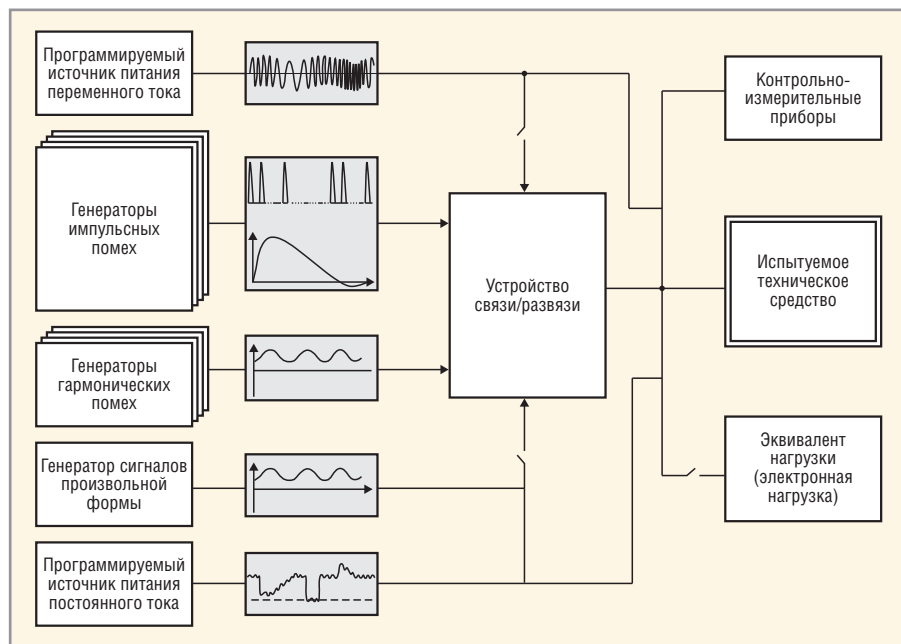 Программируемый
источник питания
переменного тока
Генераторы
импульсных
помех
Генераторы
гармонических
помех
Генератор сигналов
произвольной
формы
Программируемый
источник питания
постоянного тока
Устройство
связи/развязи
Контрольно-
измерительные
приборы
Испытуемое
техническое
средство
Эквивалент
нагрузки
(электронная
нагрузка)